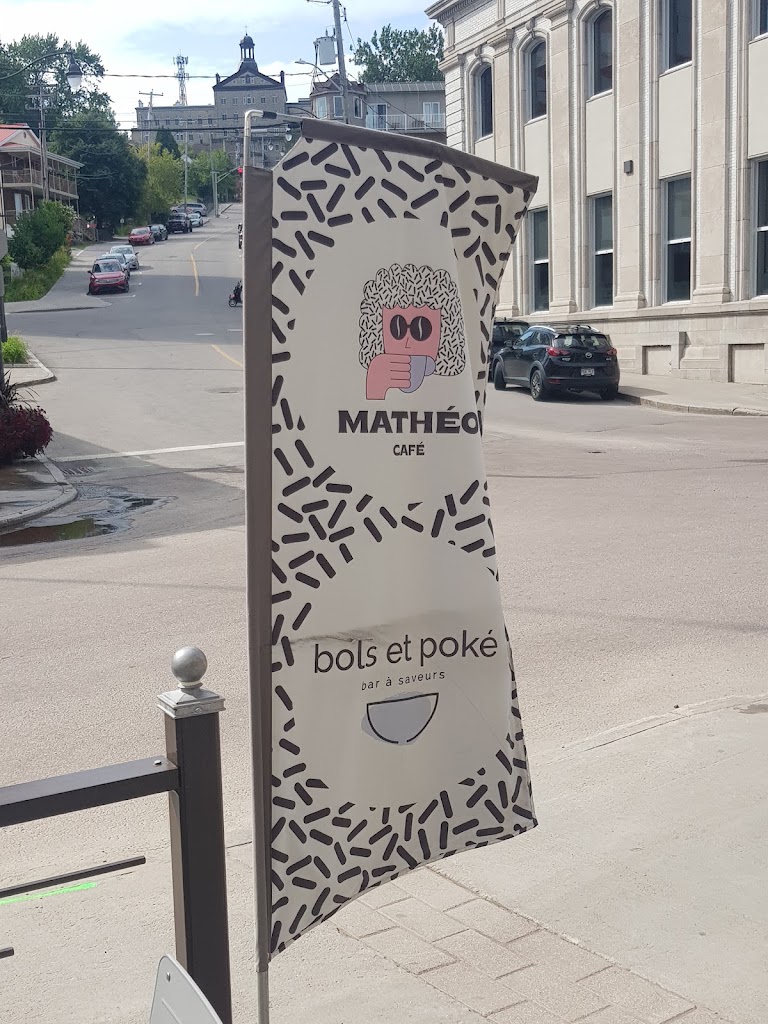 MATHÉO
CAFÉ
bols et poké
bar à saveurs